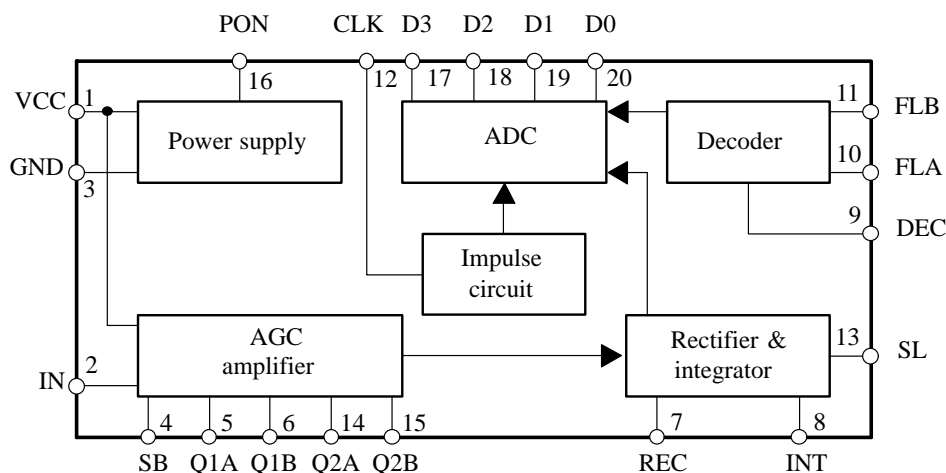 PON CLK D3 D2 D1 D0
16 12 17 18 19 20
VCC 1 11 FLB
Power supply ADC Decoder
GND 3 10 FLA
9 DEC
Impulse
circuit
AGC
amplifier
Rectifier &
integrator
13 SL
IN 2
4 5 6 14 15 7 8
SB Q1A Q1B Q2A Q2B REC INT